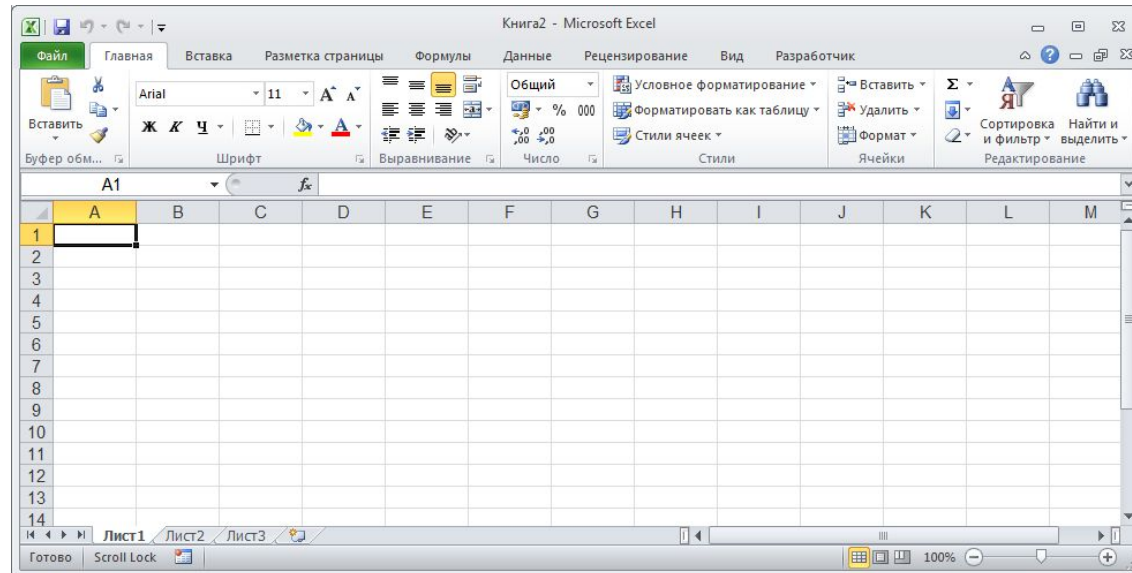 Книга2 - Microsoft Excel
Файл Главная Вставка Разметка страницы Формулы Данные Рецензирование Вид Разработчик
Вставить
Arial 11
Ж К Ч
Общий
% 000
Условное форматирование
Форматировать как таблицу
Стили ячеек
Вставить
Удалить
Формат
Σ
Сортировка и фильтр
Найти и выделить
Буфер обм... Шрифт Выравнивание Число Стили Ячейки Редактирование
A1 fx
A B C D E F G H I J K L M
1
2
3
4
5
6
7
8
9
10
11
12
13
14
Лист1 Лист2 Лист3
Готово Scroll Lock 100%